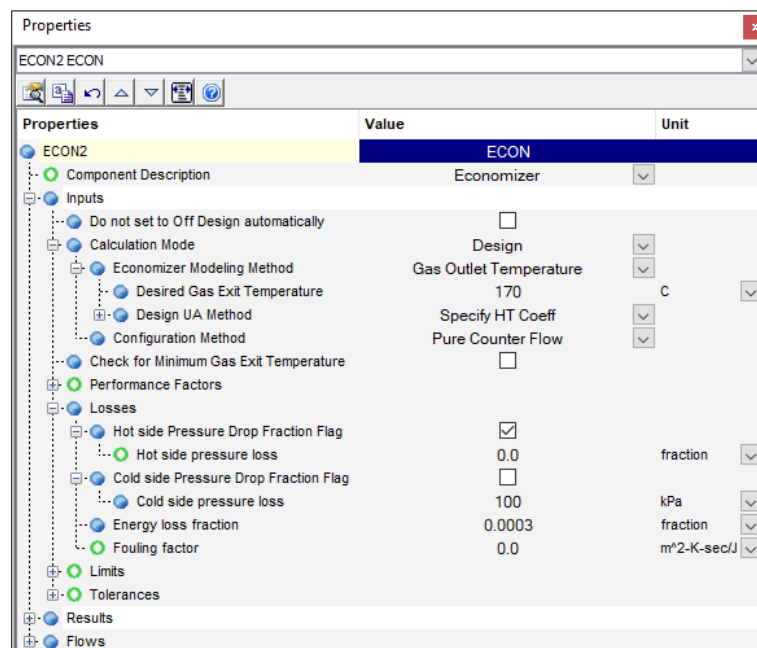 Properties
ECON2 ECON
Properties Value Unit
ECON2 ECON
Component Description Economizer
Inputs
Do not set to Off Design automatically
Calculation Mode Design
Economizer Modeling Method Gas Outlet Temperature
Desired Gas Exit Temperature 170 C
Design UA Method Specify HT Coeff
Configuration Method Pure Counter Flow
Check for Minimum Gas Exit Temperature
Performance Factors
Losses
Hot side Pressure Drop Fraction Flag
Hot side pressure loss 0.0 fraction
Cold side Pressure Drop Fraction Flag
Cold side pressure loss 100 kPa
Energy loss fraction 0.0003 fraction
Fouling factor 0.0 m^2-K-sec/J
Limits
Tolerances
Results
Flows